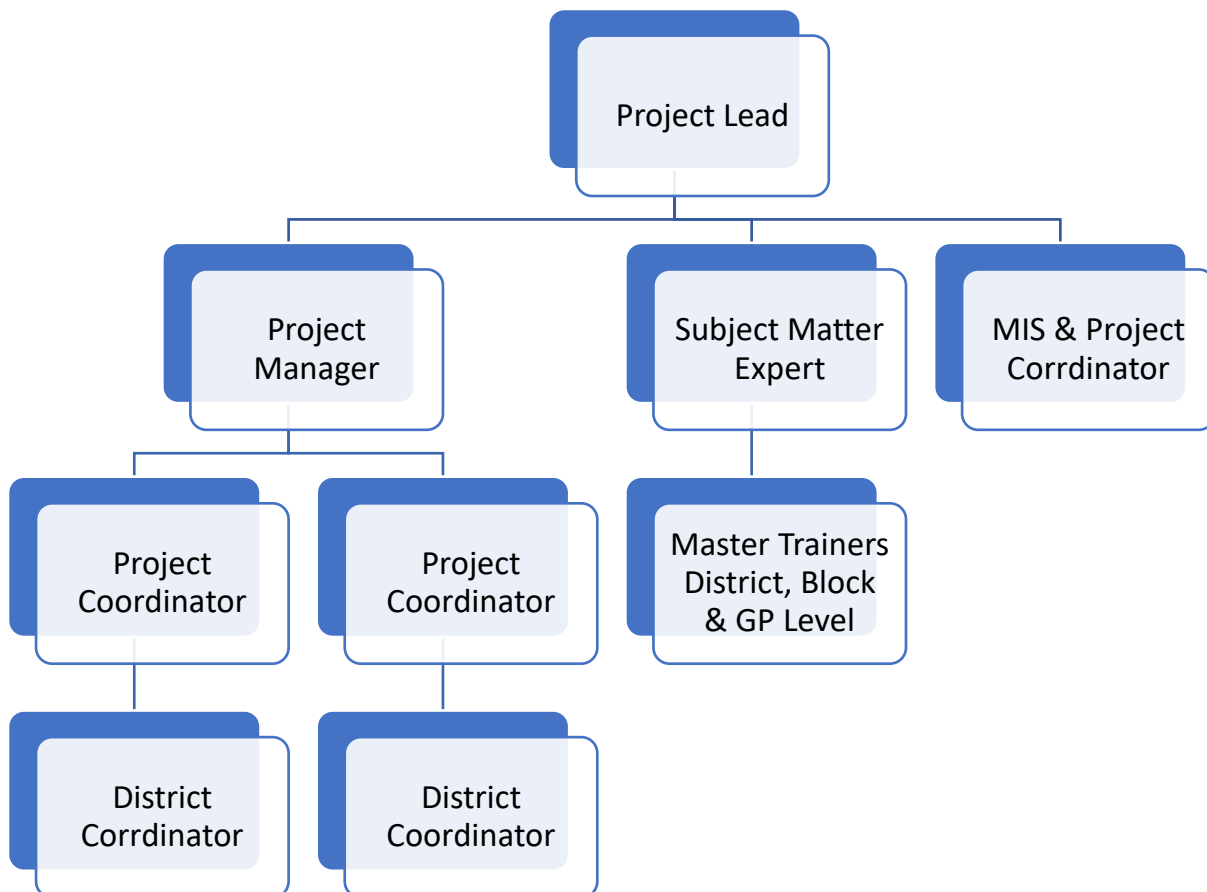 Project Lead
Project
Manager
Subject Matter
Expert
MIS & Project
Corrdinator
Project
Coordinator
Project
Coordinator
Master Trainers
District, Block
& GP Level
District
Corrdinator
District
Coordinator